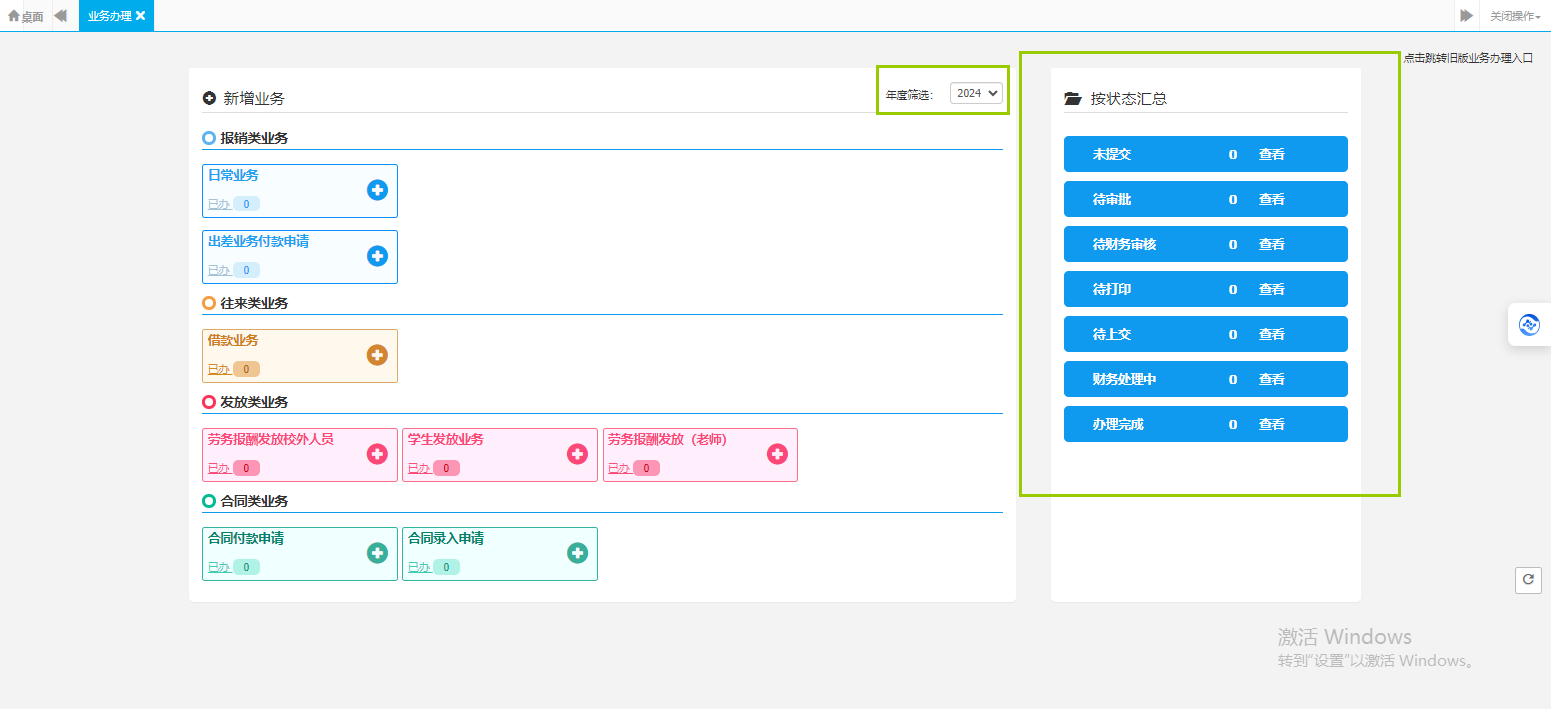 桌面
业务办理
关闭操作
点击跳转旧版业务办理入口
新增业务
年度筛选:
2024
报销类业务
日常业务
已办 0
出差业务付款申请
已办 0
往来类业务
借款业务
已办 0
发放类业务
劳务报酬发放校外人员
已办 0
学生发放业务
已办 0
劳务报酬发放（老师）
已办 0
合同类业务
合同付款申请
已办 0
合同录入申请
已办 0
按状态汇总
未提交 0 查看
待审批 0 查看
待财务审核 0 查看
待打印 0 查看
待上交 0 查看
财务处理中 0 查看
办理完成 0 查看
激活 Windows
转到"设置"以激活 Windows。